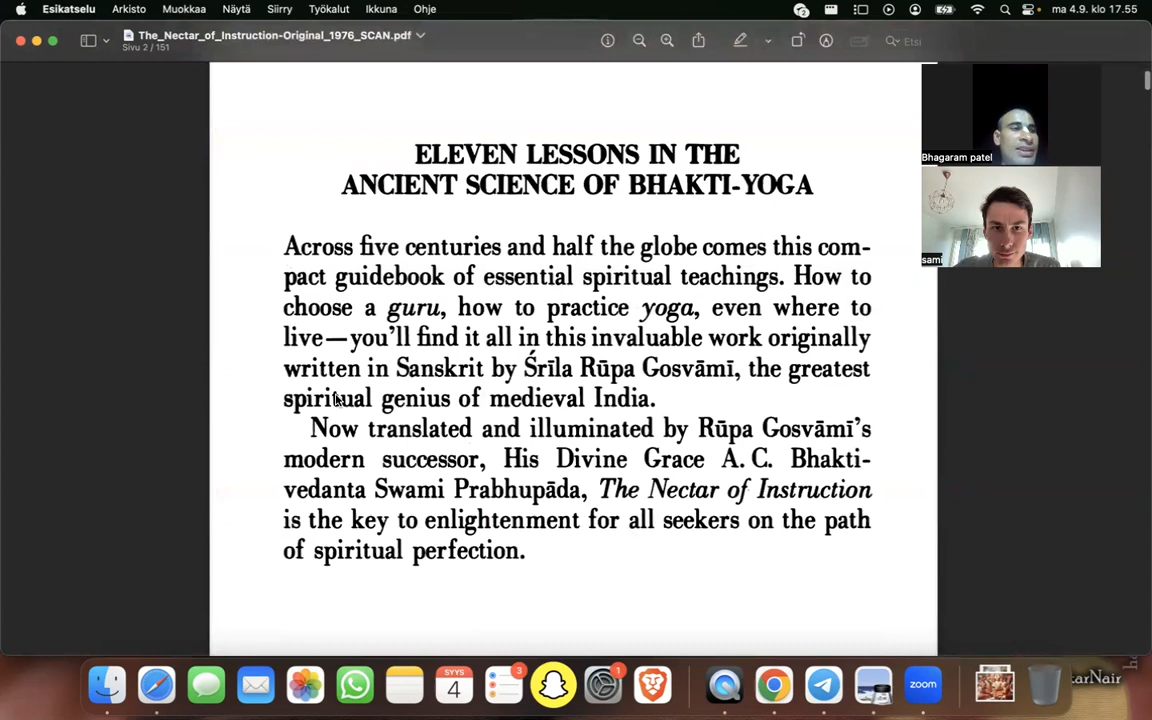 Esikatselu Arkisto Muokkaa Näytä Siirry Työkalut Ikkuna Ohje
2
ma 4.9. klo 17.55
The_Nectar_of_Instruction-Original_1976_SCAN.pdf
Sivu 2 / 151
Etsi
ELEVEN LESSONS IN THE
ANCIENT SCIENCE OF BHAKTI-YOGA
Across five centuries and half the globe comes this com-
pact guidebook of essential spiritual teachings. How to
choose a guru, how to practice yoga, even where to
live—you'll find it all in this invaluable work originally
written in Sanskrit by Śrīla Rūpa Gosvāmī, the greatest
spiritual genius of medieval India.
Now translated and illuminated by Rūpa Gosvāmī's
modern successor, His Divine Grace A. C. Bhakti-
vedanta Swami Prabhupāda, The Nectar of Instruction
is the key to enlightenment for all seekers on the path
of spiritual perfection.
Bhagaram patel
sami
SYYS
4
3
1
zoom